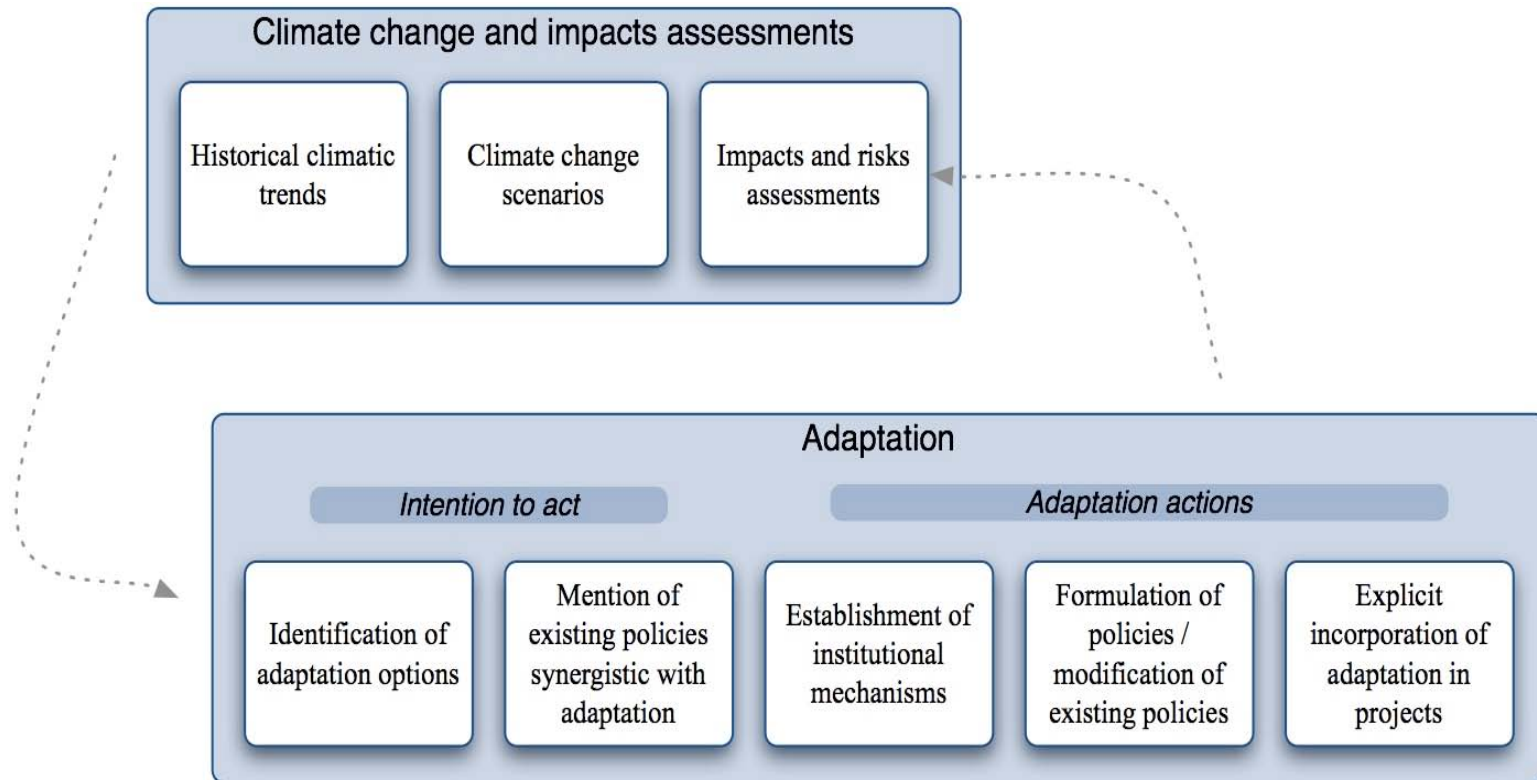 Climate change and impacts assessments
Historical climatic
trends
Climate change
scenarios
Impacts and risks
assessments
Adaptation
Intention to act
Adaptation actions
Identification of
adaptation options
Mention of
existing policies
synergistic with
adaptation
Establishment of
institutional
mechanisms
Formulation of
policies /
modification of
existing policies
Explicit
incorporation of
adaptation in
projects